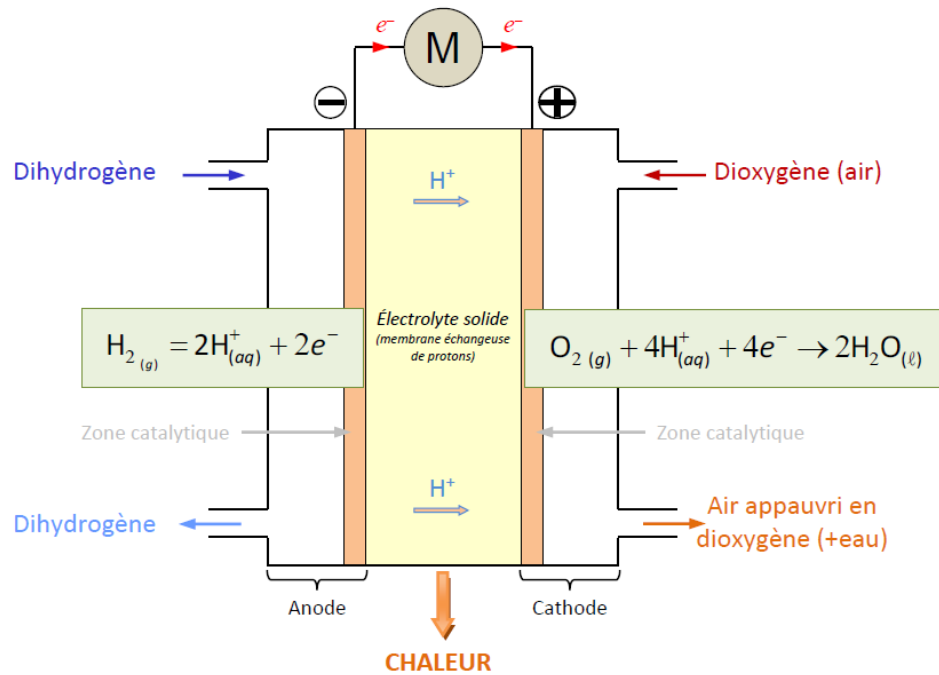 e⁻ M e⁻
− +
Dihydrogène
Dioxygène (air)
H⁺
H₂ ₍g₎ = 2H⁺(aq) + 2e⁻
Électrolyte solide
(membrane échangeuse
de protons)
O₂ (g) + 4H⁺(aq) + 4e⁻ → 2H₂O(ℓ)
Zone catalytique
Zone catalytique
H⁺
Dihydrogène
Air appauvri en
dioxygène (+eau)
Anode
Cathode
CHALEUR